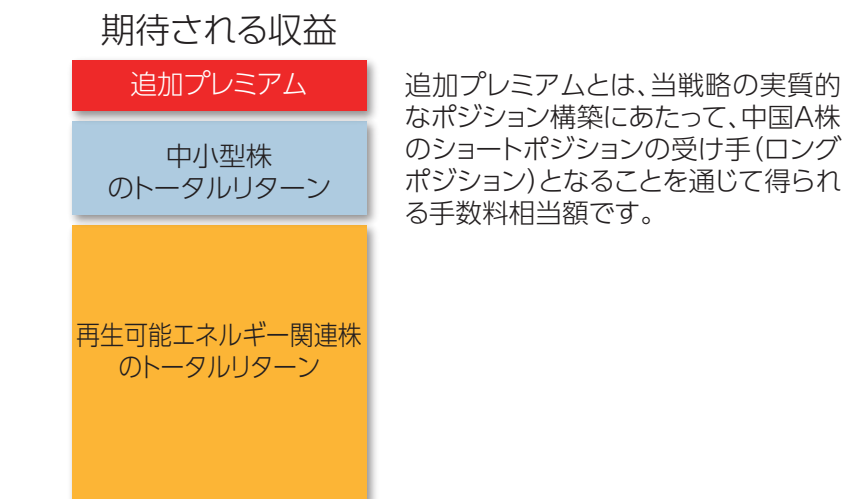 期待される収益
追加プレミアム
中小型株
のトータルリターン
再生可能エネルギー関連株
のトータルリターン
追加プレミアムとは、当戦略の実質的
なポジション構築にあたって、中国A株
のショートポジションの受け手（ロング
ポジション）となることを通じて得られ
る手数料相当額です。